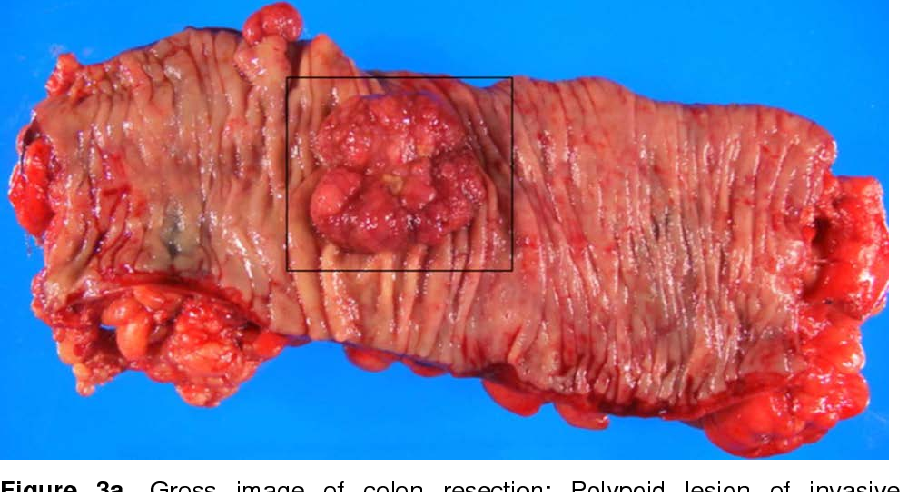 Figure 3a. Gross image of colon resection: Polypoid lesion of invasive